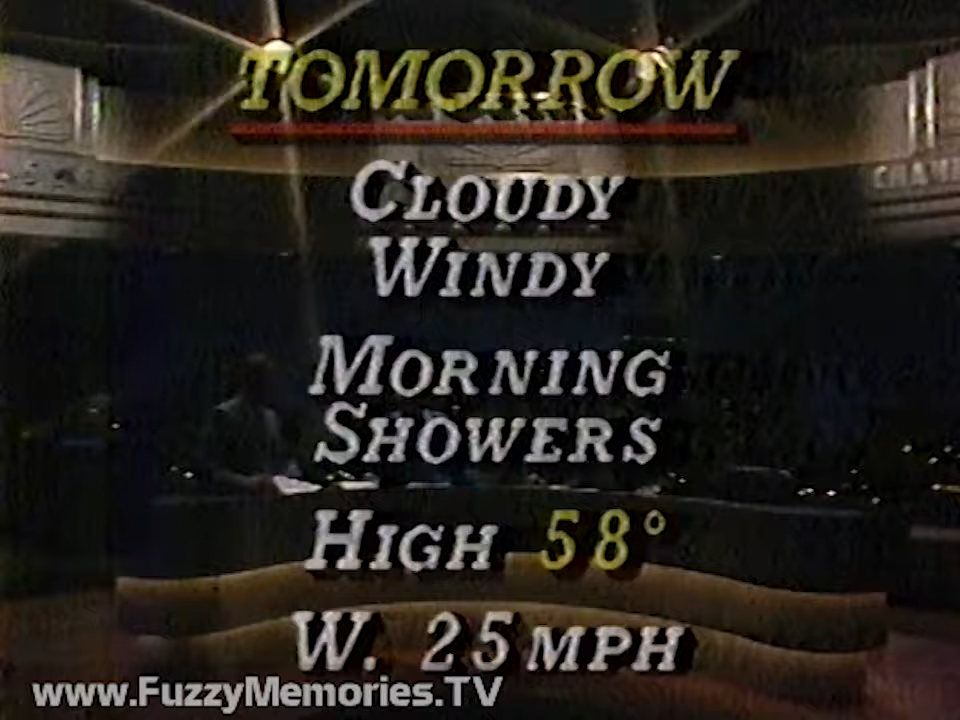 TOMORROW
CLOUDY
WINDY
MORNING
SHOWERS
HIGH 58°
W. 25 MPH
www.FuzzyMemories.TV